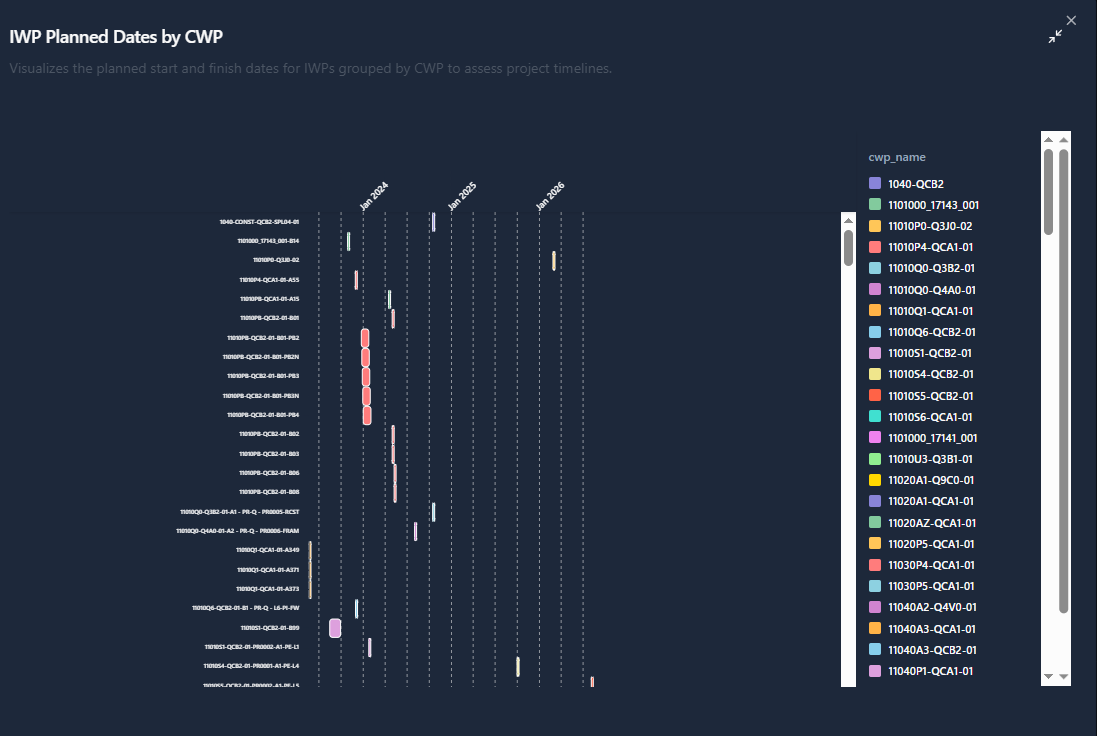 IWP Planned Dates by CWP
Visualizes the planned start and finish dates for IWPs grouped by CWP to assess project timelines.
Jan 2024
Jan 2025
Jan 2026
1040-CONST-QCB2-SPL04-01
1101000_17143_001-B14
11010P0-Q3J0-02
11010P4-QCA1-01-A55
11010P8-QCA1-01-A15
11010P8-QCB2-01-B01
11010P8-QCB2-01-B01-PB2
11010P8-QCB2-01-B01-PB2N
11010P8-QCB2-01-B01-PB3
11010P8-QCB2-01-B01-PB3N
11010P8-QCB2-01-B01-PB4
11010P8-QCB2-01-B02
11010P8-QCB2-01-B03
11010P8-QCB2-01-B06
11010P8-QCB2-01-B08
11010Q0-Q3B2-01-A1 - PR-Q - PR0005-RCST
11010Q0-Q4A0-01-A2 - PR-Q - PR0006-FRAM
11010Q1-QCA1-01-A349
11010Q1-QCA1-01-A371
11010Q1-QCA1-01-A373
11010Q6-QCB2-01-B1 - PR-Q - L6-PI-FW
11010S1-QCB2-01-B99
11010S1-QCB2-01-PR0002-A1-PE-L1
11010S4-QCB2-01-PR0001-A1-PE-L4
11010S5-QCB2-01-PR0002-A1-PE-L5
cwp_name
1040-QCB2
1101000_17143_001
11010P0-Q3J0-02
11010P4-QCA1-01
11010Q0-Q3B2-01
11010Q0-Q4A0-01
11010Q1-QCA1-01
11010Q6-QCB2-01
11010S1-QCB2-01
11010S4-QCB2-01
11010S5-QCB2-01
11010S6-QCA1-01
1101000_17141_001
11010U3-Q3B1-01
11020A1-Q9C0-01
11020A1-QCA1-01
11020AZ-QCA1-01
11020P5-QCA1-01
11030P4-QCA1-01
11030P5-QCA1-01
11040A2-Q4V0-01
11040A3-QCA1-01
11040A3-QCB2-01
11040P1-QCA1-01